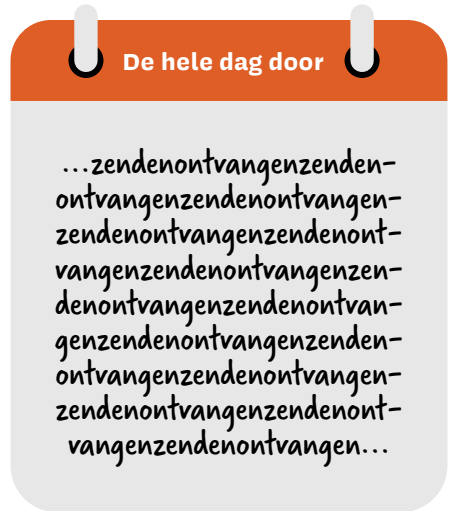 De hele dag door
...zendenontvangenzenden-
ontvangenzendenontvangen-
zendenontvangenzendenont-
vangenzendenontvangenzen-
denontvangenzendenontvan-
genzendenontvangenzenden-
ontvangenzendenontvangen-
zendenontvangenzendenont-
vangenzendenontvangen...